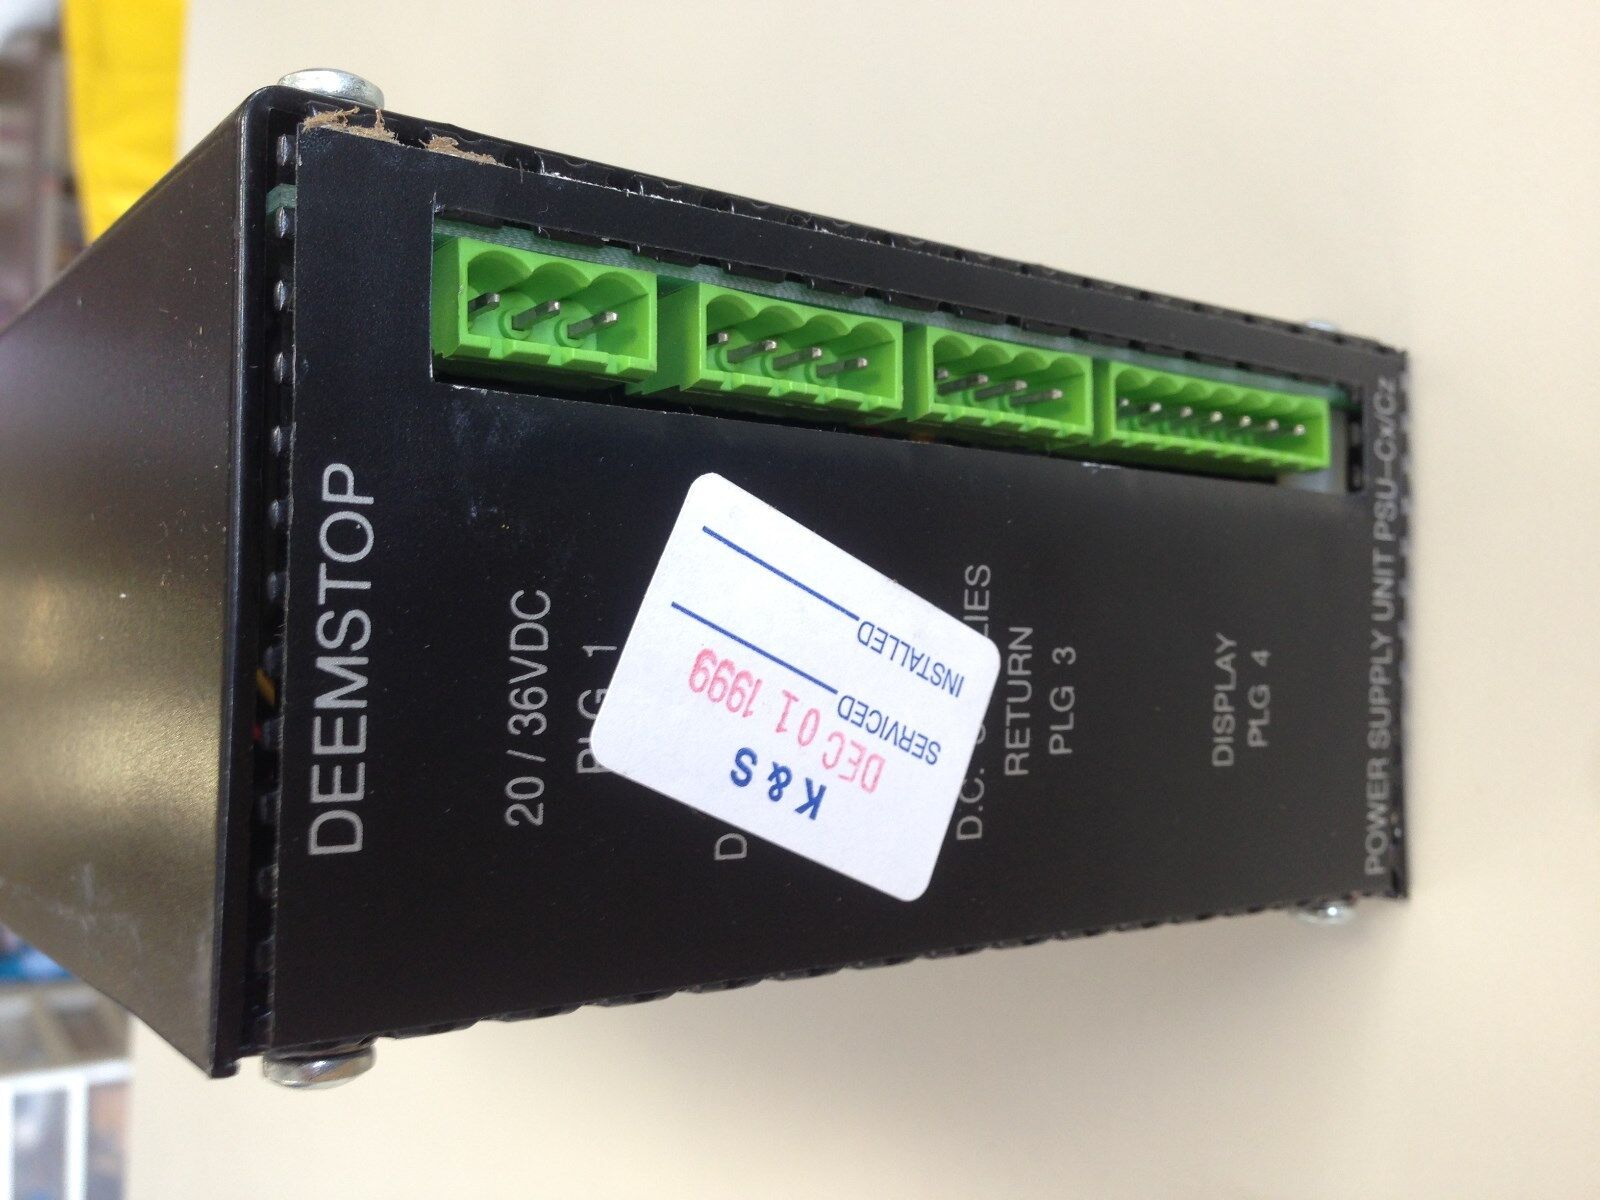 DEEMSTOP
20 / 36VDC
PLG 1
D
D.C.
RETURN
PLG 3
DISPLAY
PLG 4
POWER SUPPLY UNIT PSU-Cx/Cz
K & S
DEC 01 1999
SERVICED
INSTALLED